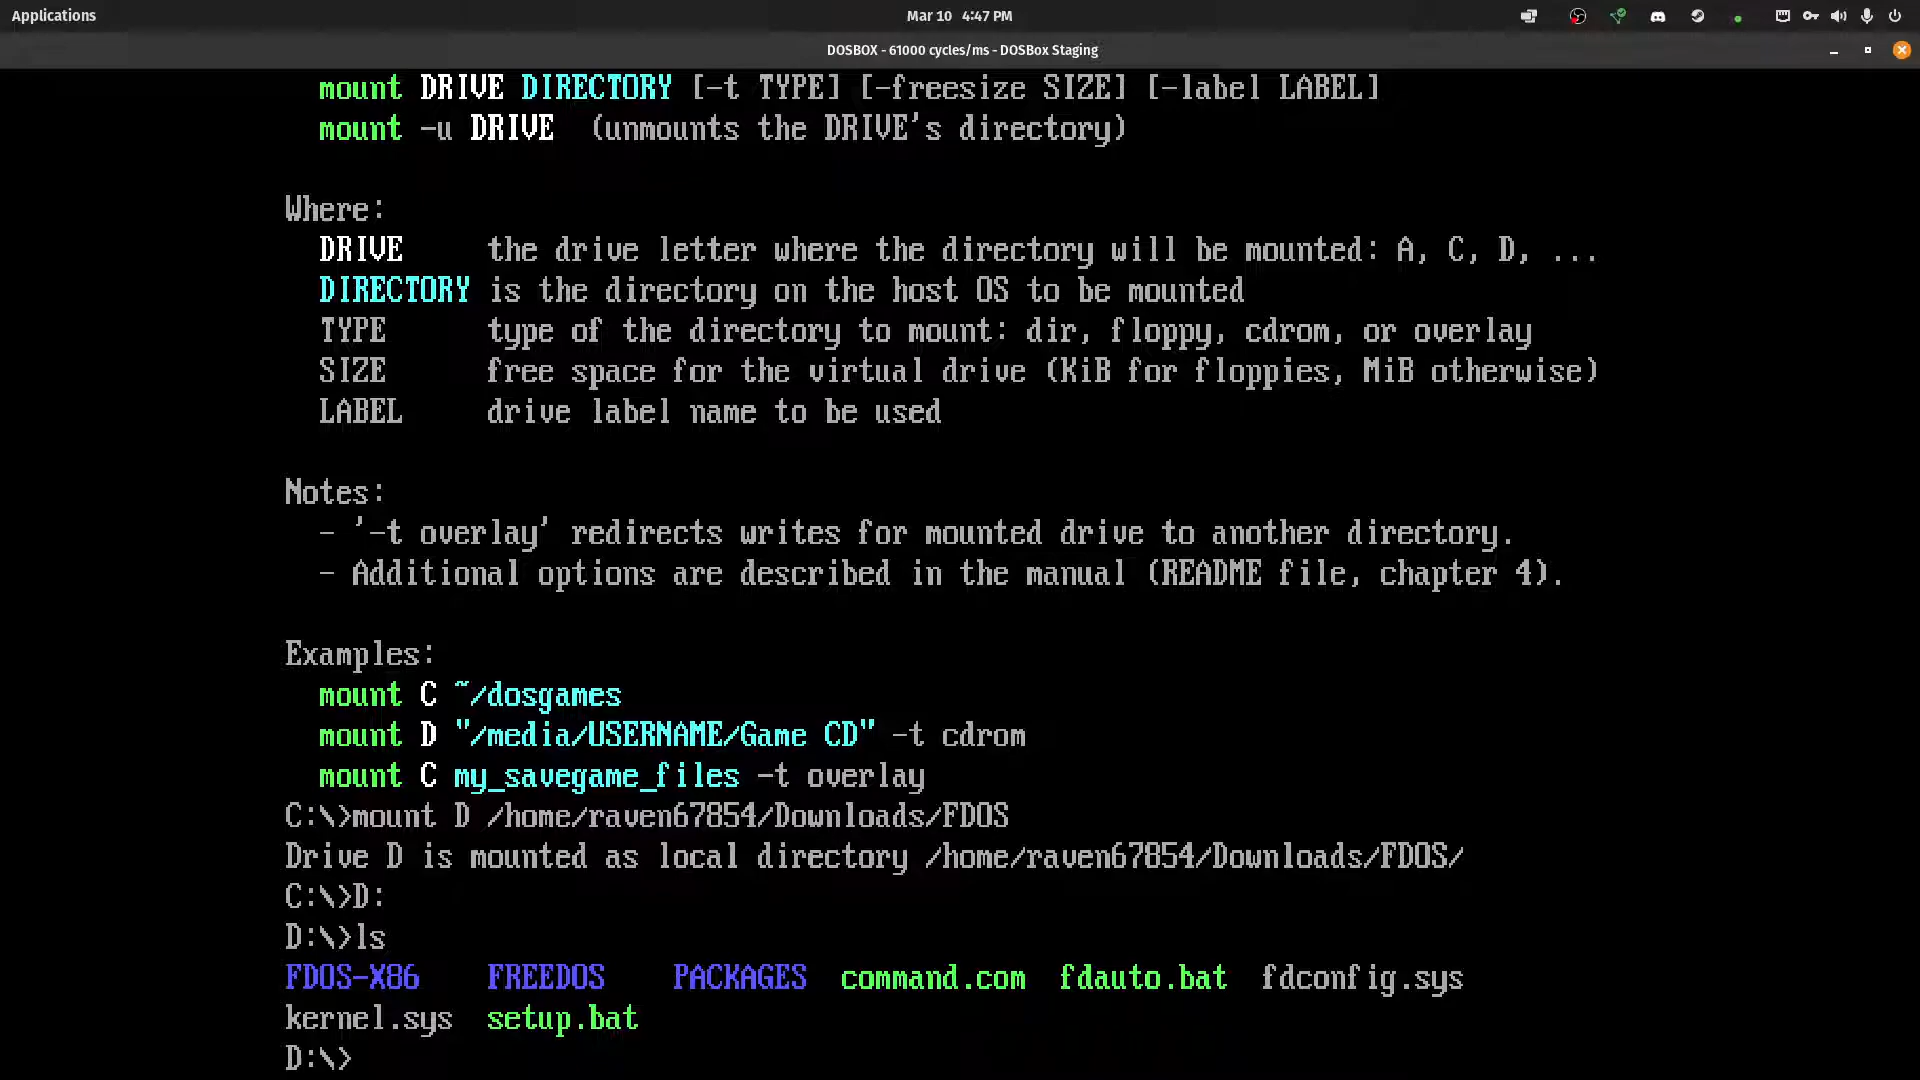 Applications
Mar 10 4:47 PM
DOSBOX - 61000 cycles/ms - DOSBox Staging
mount DRIVE DIRECTORY [-t TYPE] [-freesize SIZE] [-label LABEL]
mount -u DRIVE (unmounts the DRIVE's directory)
Where:
DRIVE the drive letter where the directory will be mounted: A, C, D, ...
DIRECTORY is the directory on the host OS to be mounted
TYPE type of the directory to mount: dir, floppy, cdrom, or overlay
SIZE free space for the virtual drive (KiB for floppies, MiB otherwise)
LABEL drive label name to be used
Notes:
- '-t overlay' redirects writes for mounted drive to another directory.
- Additional options are described in the manual (README file, chapter 4).
Examples:
mount C ~/dosgames
mount D "/media/USERNAME/Game CD" -t cdrom
mount C my_savegame_files -t overlay
C:\>mount D /home/raven67854/Downloads/FDOS
Drive D is mounted as local directory /home/raven67854/Downloads/FDOS/
C:\>D:
D:\>ls
FDOS-X86 FREEDOS PACKAGES command.com fdauto.bat fdconfig.sys
kernel.sys setup.bat
D:\>